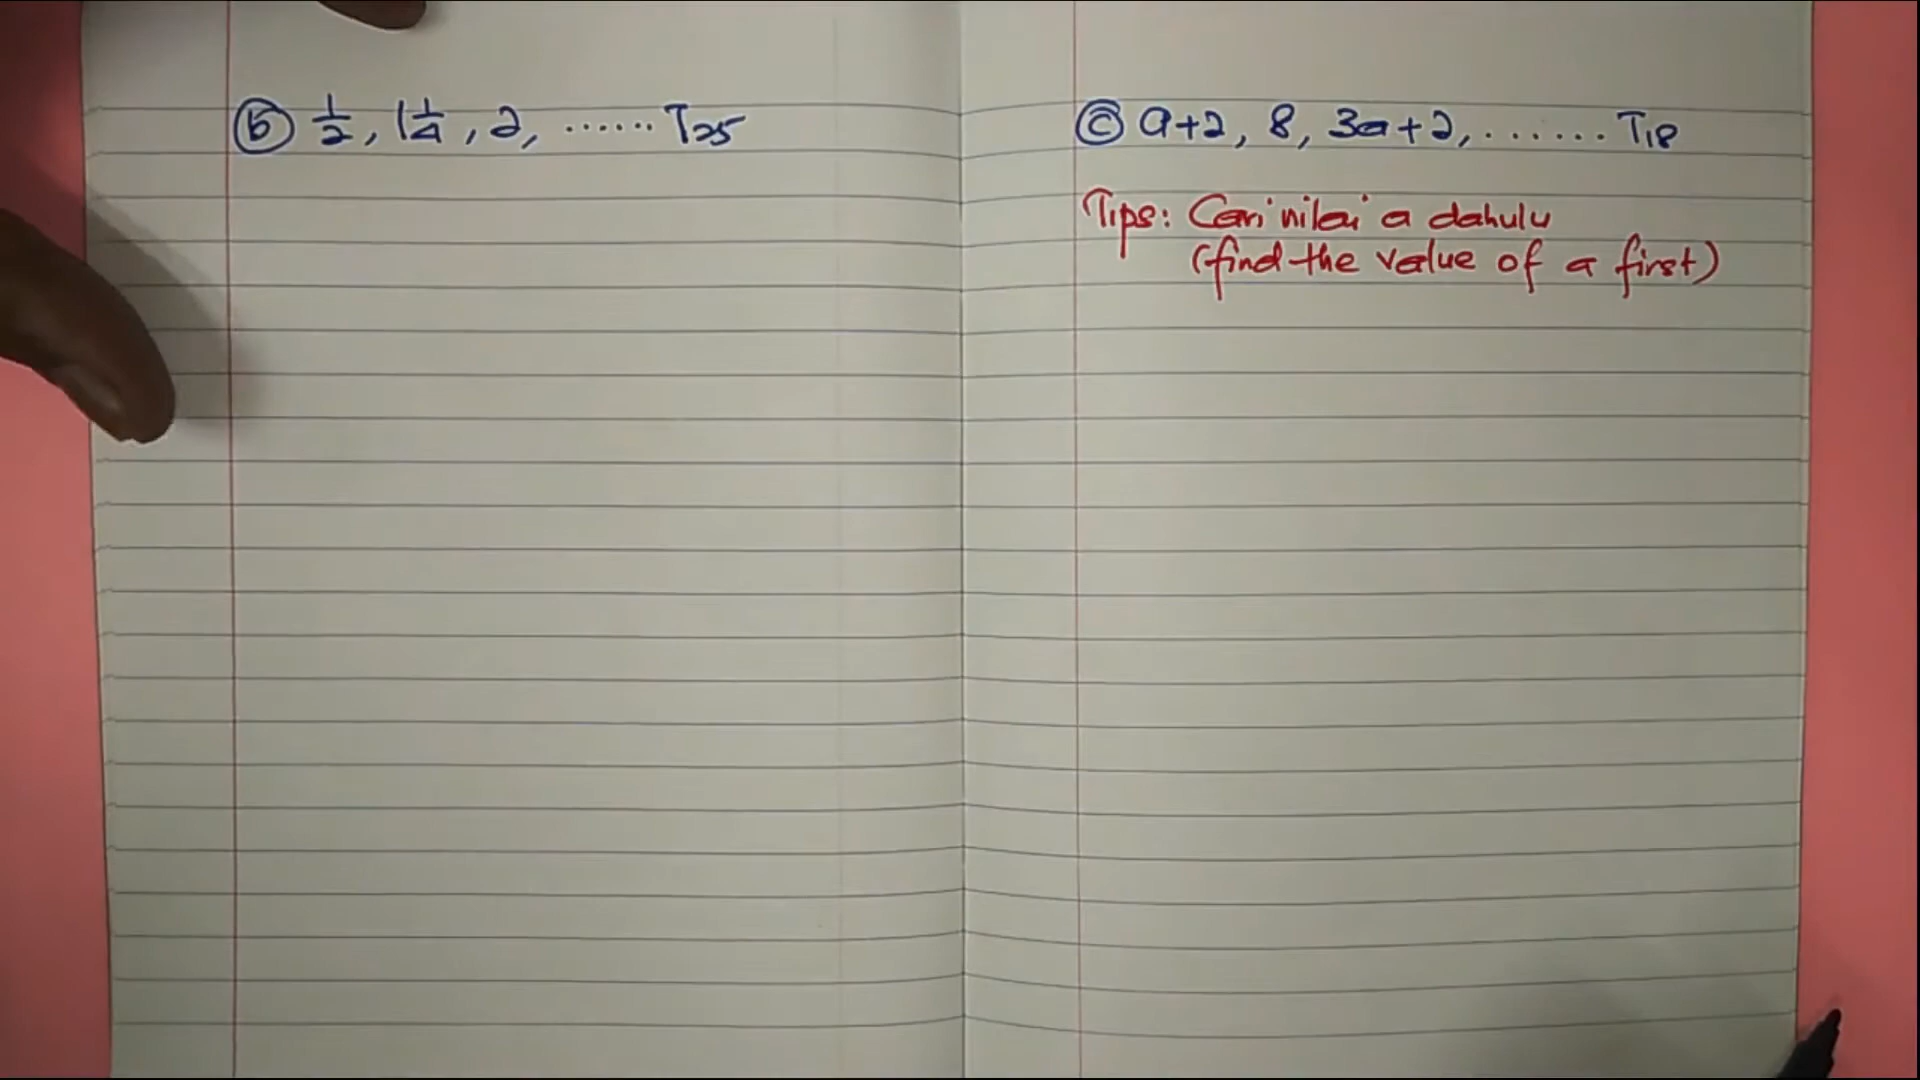 ⓑ 1/2, 1 1/4, 2, ...... T25
ⓒ a+2, 8, 3a+2, ....... T18
Tips: Cari nilai a dahulu
(find the value of a first)